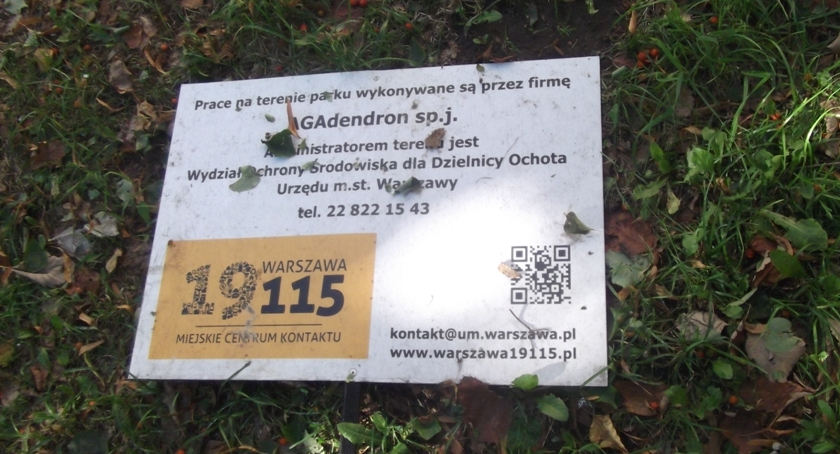 Prace na terenie parku wykonywane są przez firmę
AGAdendron sp.j.
Administratorem terenu jest
Wydział Ochrony Środowiska dla Dzielnicy Ochota
Urzędu m.st. Warszawy
tel. 22 822 15 43
19 WARSZAWA
115
MIEJSKIE CENTRUM KONTAKTU
kontakt@um.warszawa.pl
www.warszawa19115.pl